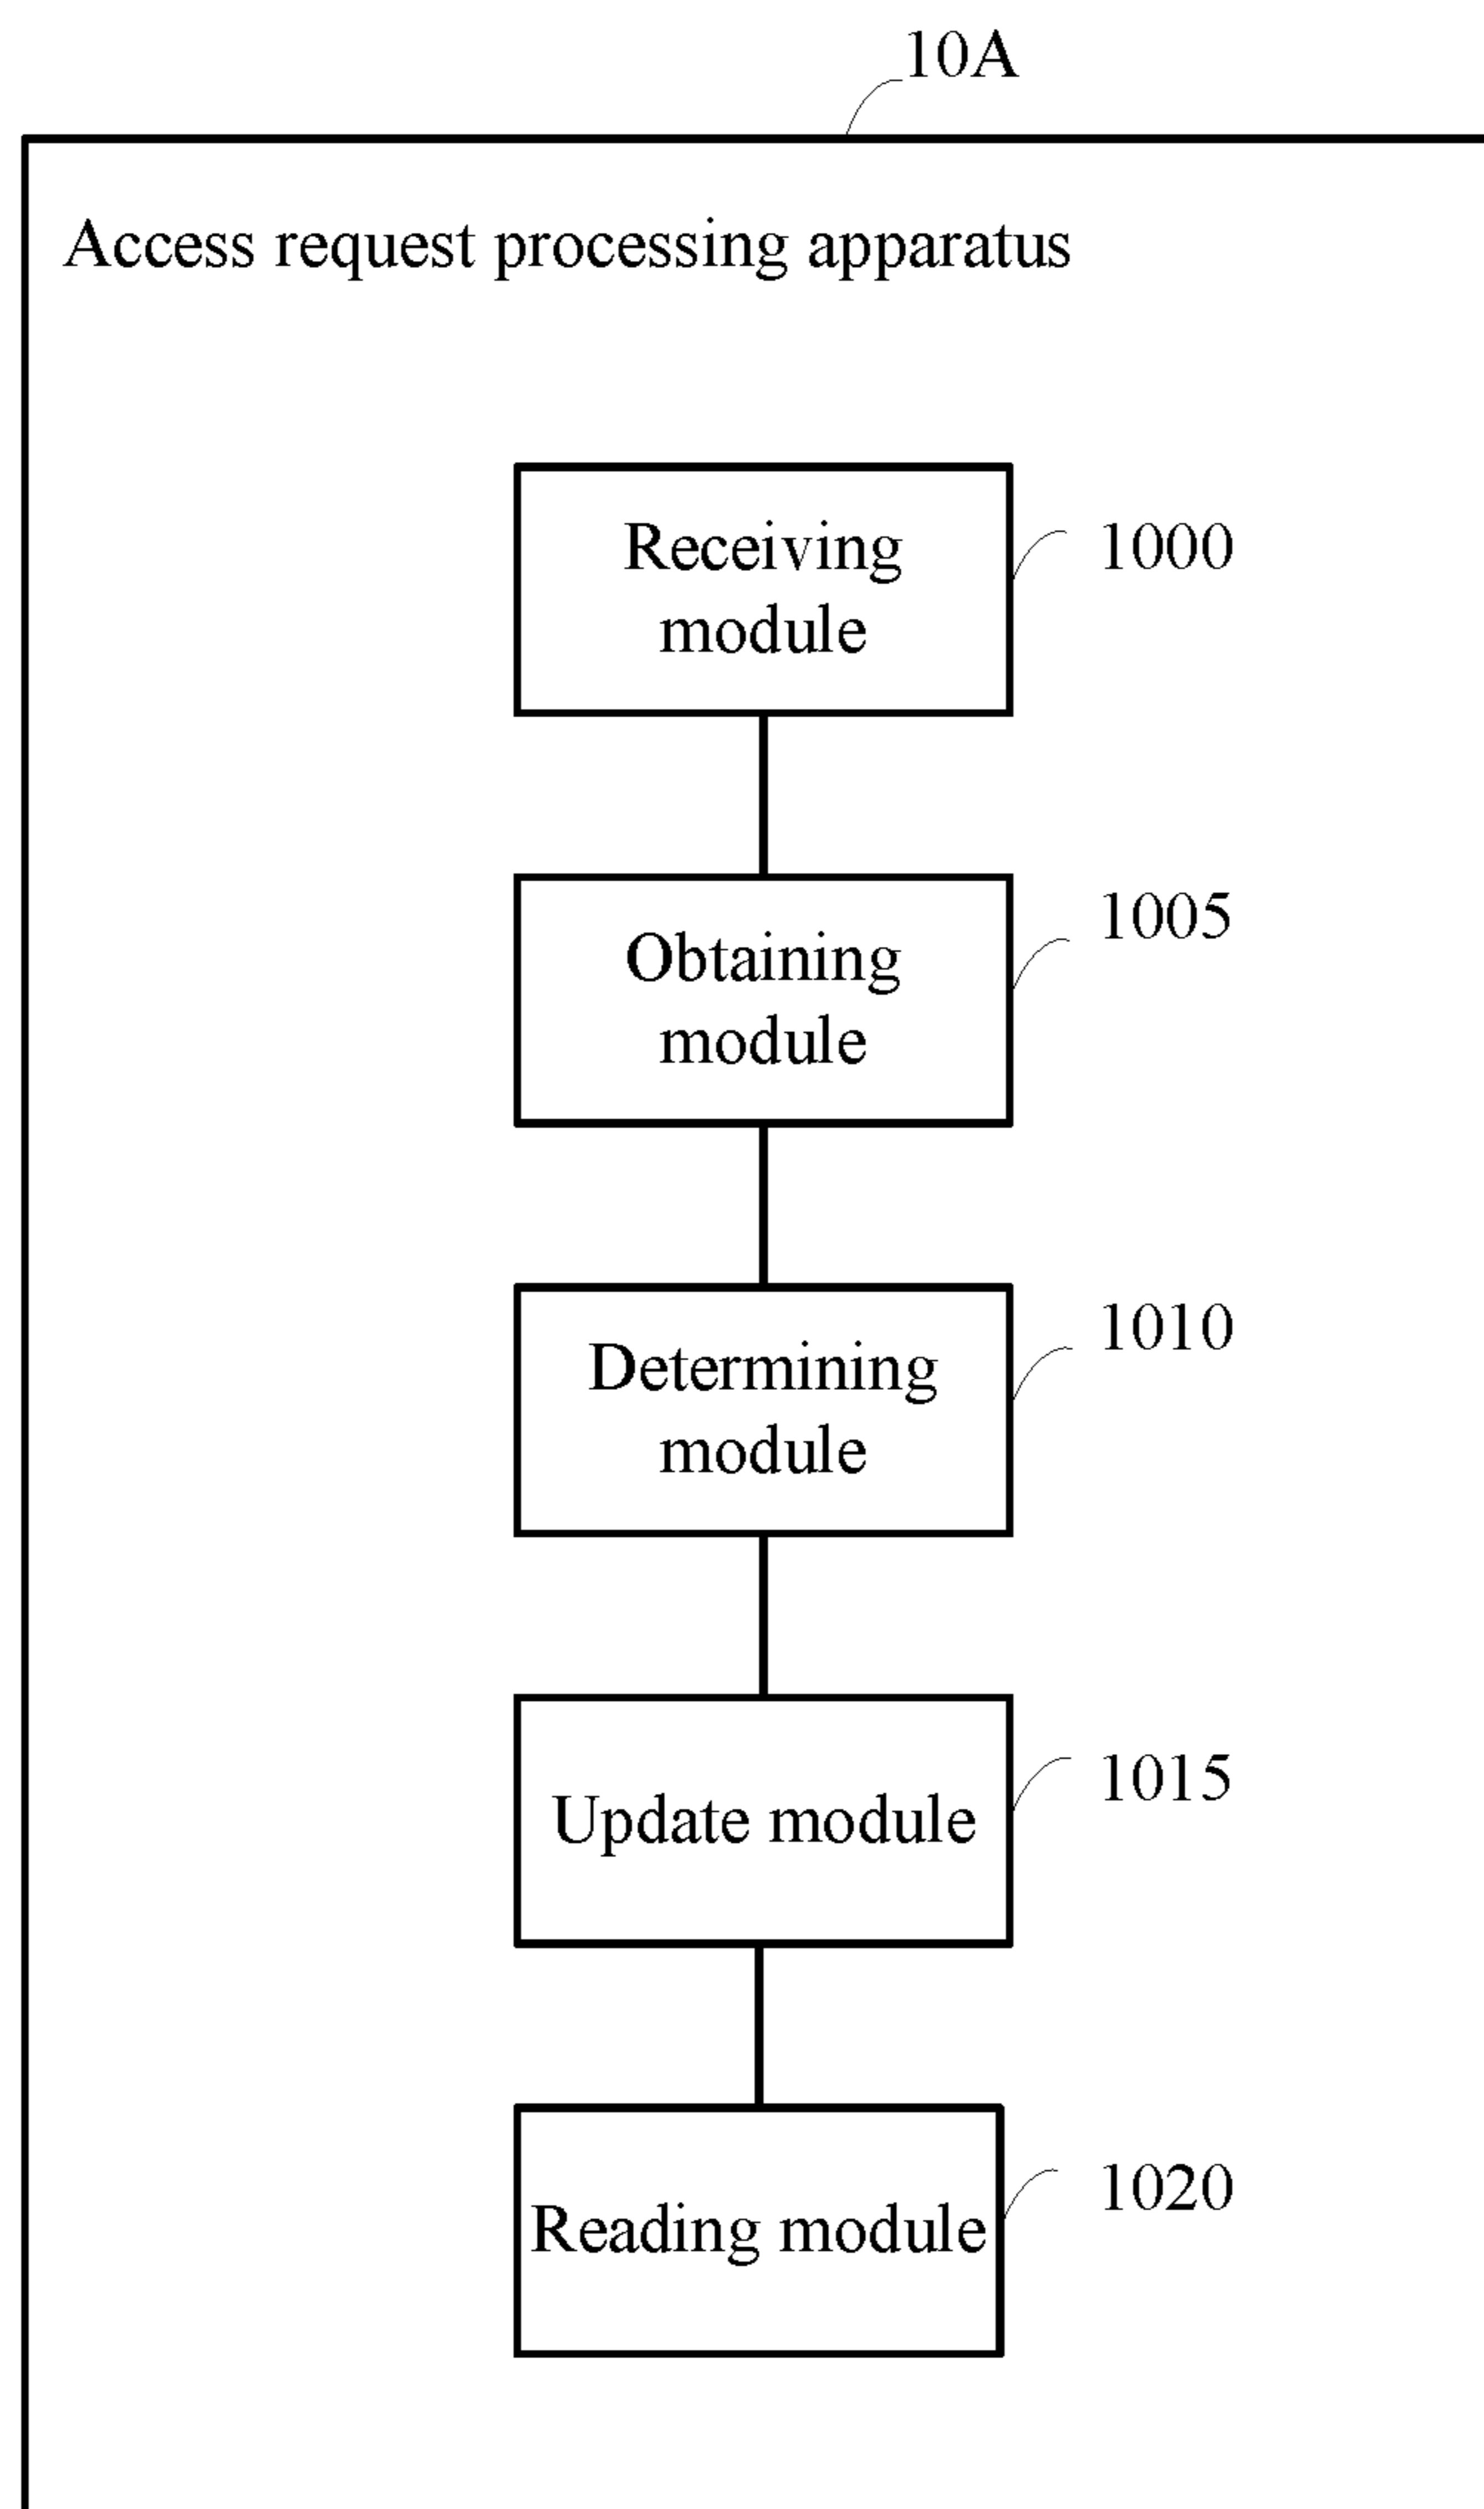 10A
Access request processing apparatus
Receiving
module
1000
Obtaining
module
1005
Determining
module
1010
Update module
1015
Reading module
1020